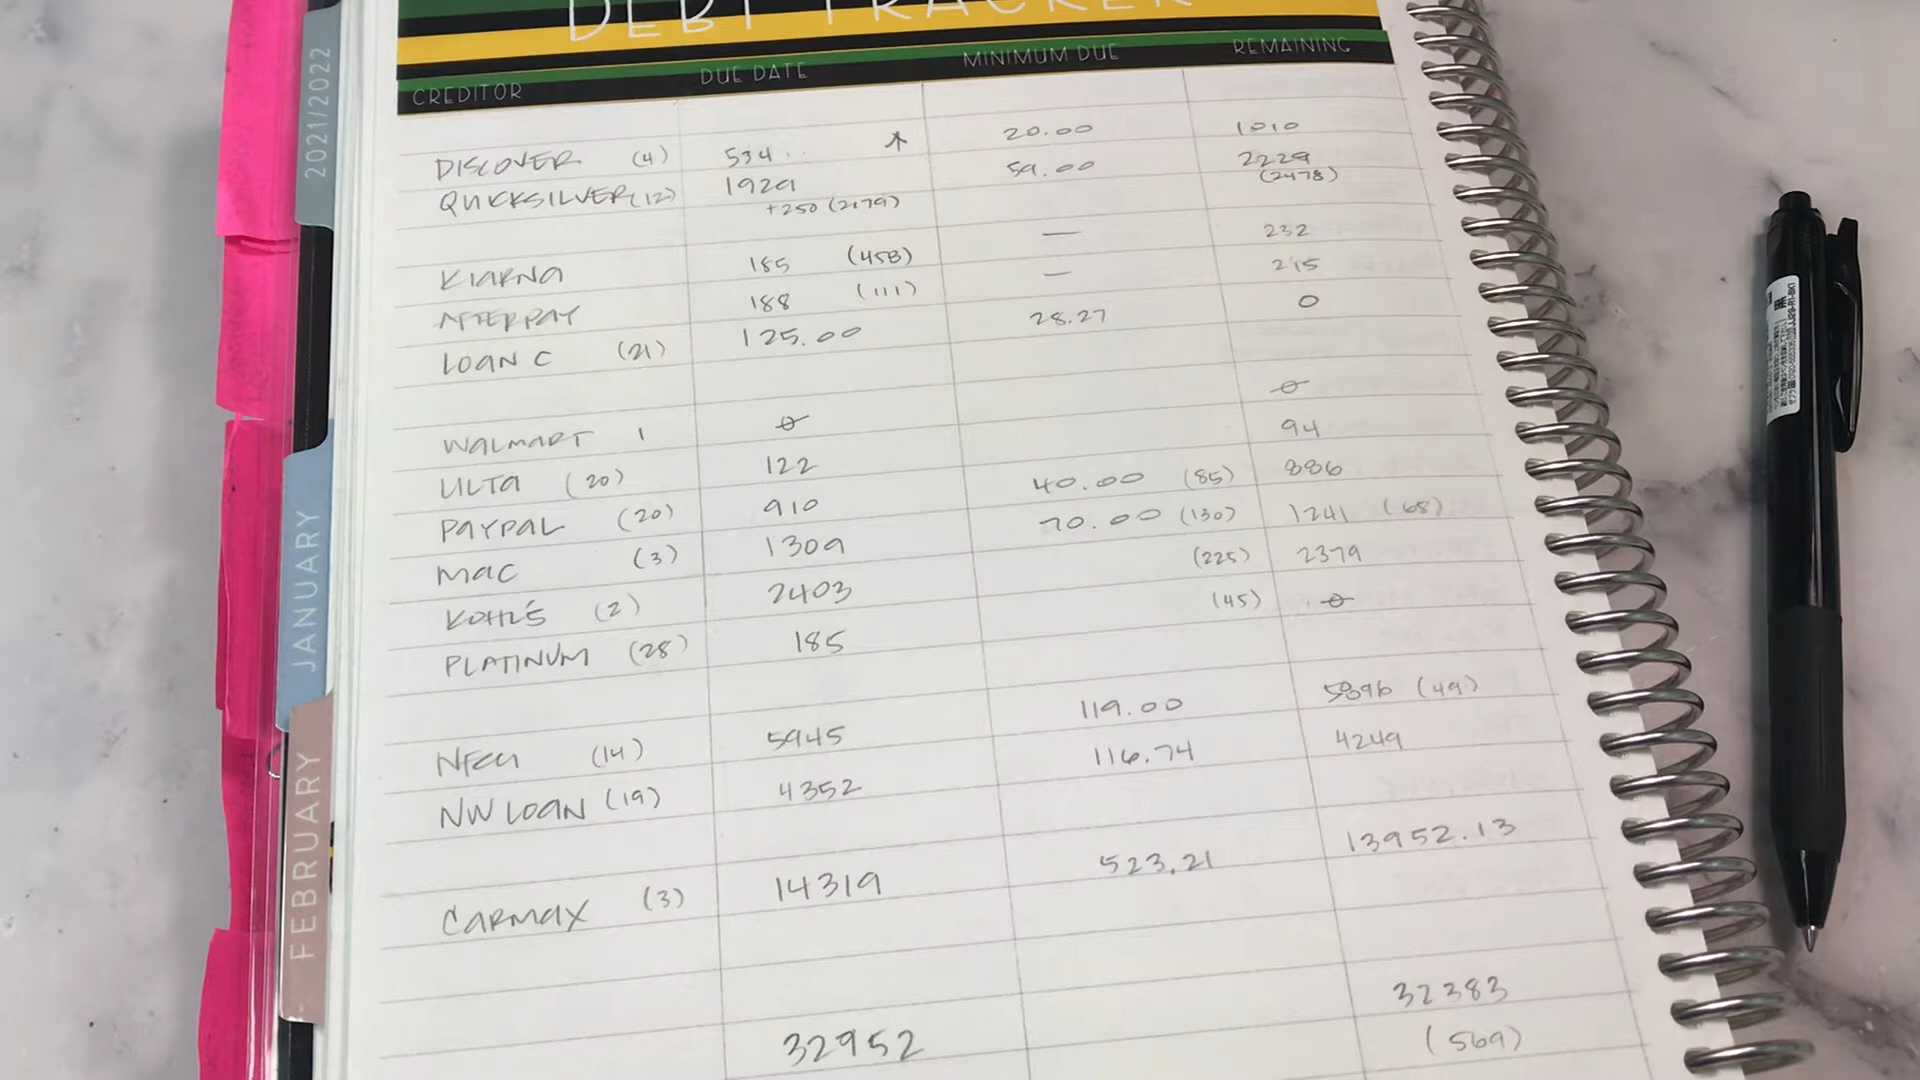 DEBT TRACKER
CREDITOR DUE DATE MINIMUM DUE REMAINING
DISCOVER (4) 534.. 20.00 1010
QUICKSILVER (12) 1929 59.00 2229
+250 (2179) (2478)
KLARNA 185 (458) — 232
AFTERPAY 188 (111) — 215
LOAN C (21) 125.00 28.27 0
WALMART 1 0 0
ULTA (20) 122 94
PAYPAL (20) 910 40.00 (85) 886
MAC (3) 1309 70.00 (130) 1241 (68)
KOHL'S (2) 2403 (225) 2379
PLATINUM (28) 185 (45) 0
NFCU (14) 5945 119.00 5896 (49)
NW LOAN (19) 4352 116.74 4249
CARMAX (3) 14319 523.21 13952.13
32952 32383
(569)
2021/2022
JANUARY
FEBRUARY